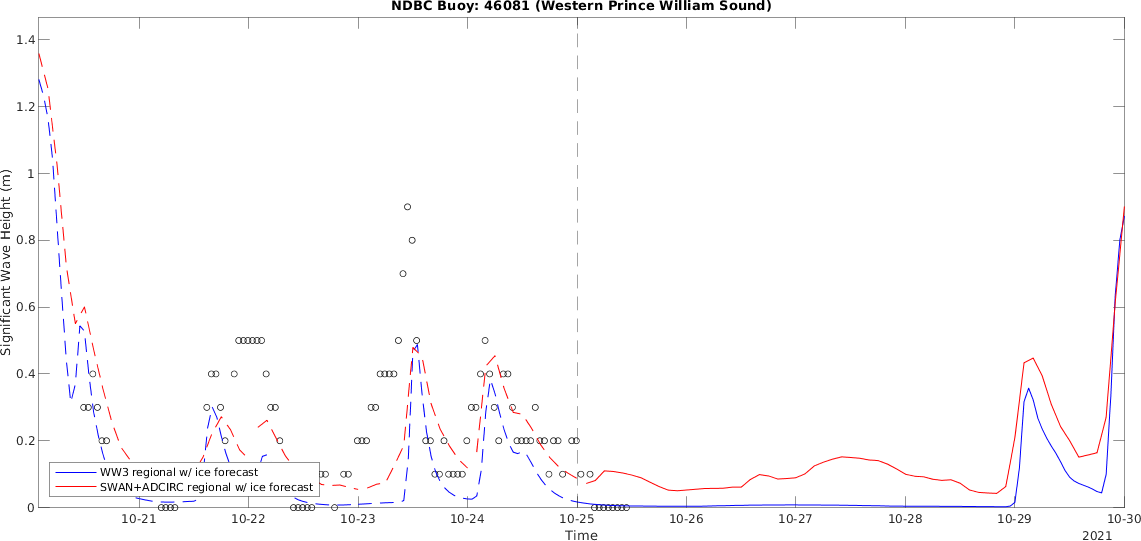 NDBC Buoy: 46081 (Western Prince William Sound)
1.4
1.2
1
0.8
0.6
0.4
0.2
0
Significant Wave Height (m)
WW3 regional w/ ice forecast
SWAN+ADCIRC regional w/ ice forecast
10-21 10-22 10-23 10-24 10-25 10-26 10-27 10-28 10-29 10-30
Time
2021